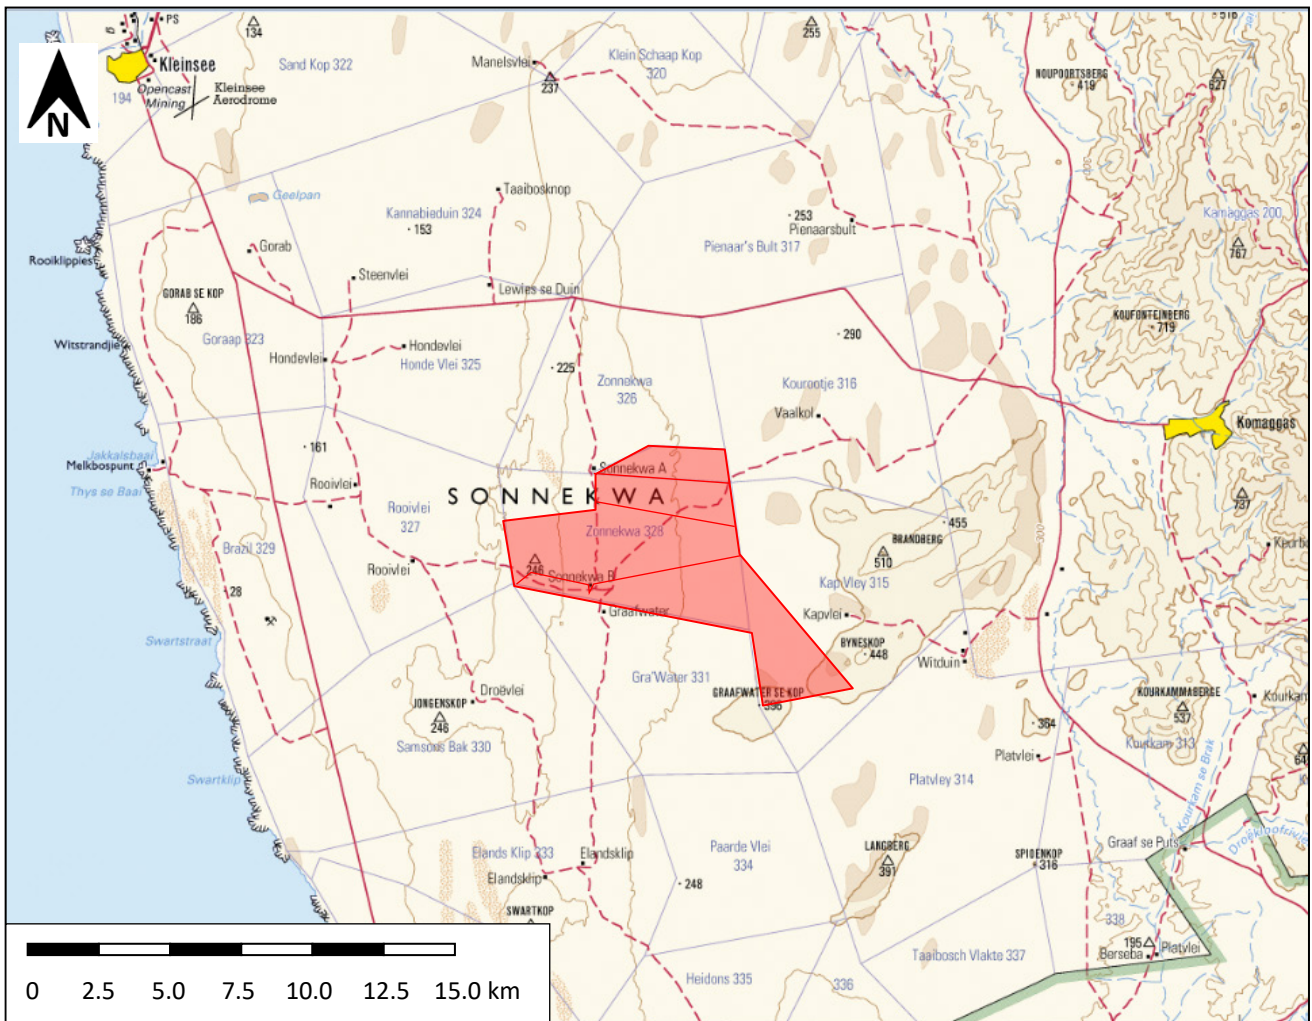 PS
134
255
Kleinsee
Sand Kop 322
Manelsvlei
Klein Schaap Kop
320
237
NOUPOORTSBERG
419
627
194
Opencast
Mining
Kleinsee
Aerodrome
N
Geelpan
Taaibosknop
Kannabieduin 324
153
253
Pienaarsbult
Pienaar's Bult 317
Kamaggas 200
767
Rooiklippies
Gorab
Steenvlei
Lewies se Duin
GORAB SE KOP
186
KOUFONTEINBERG
719
Witstrandjie
Goraap 323
Hondevlei
Hondevlei
Honde Vlei 325
290
225
Zonnekwa
326
Kourootje 316
Vaalkol
Komaggas
161
Jakkalsbaai
Melkbospunt
Thys se Baai
Sonnekwa A
Rooivlei
SONNEKWA
737
Rooivlei
327
Zonnekwa 328
455
BRANDBERG
510
Brazil 329
246
Rooivlei
Sonnekwa B
Kap Vley 315
28
Graafwater
Kapvlei
300
300
Swartstraat
BYNESKOP
448
Witduin
Gra'Water 331
Droëvlei
JONGENSKOP
246
GRAAFWATER SE KOP
396
KOURKAMMABERGE
537
Samsons Bak 330
364
Kourkam 313
Platvlei
Swartklip
Platvley 314
Kourkam se Brak
Elands Klip 333
Elandsklip
Paarde Vlei
334
LANGBERG
391
SPIOENKOP
316
Graaf se Puts
Elandsklip
248
SWARTKOP
338
195
Berseba
Platvlei
Taaibosch Vlakte 337
Heidons 335
336
0 2.5 5.0 7.5 10.0 12.5 15.0 km